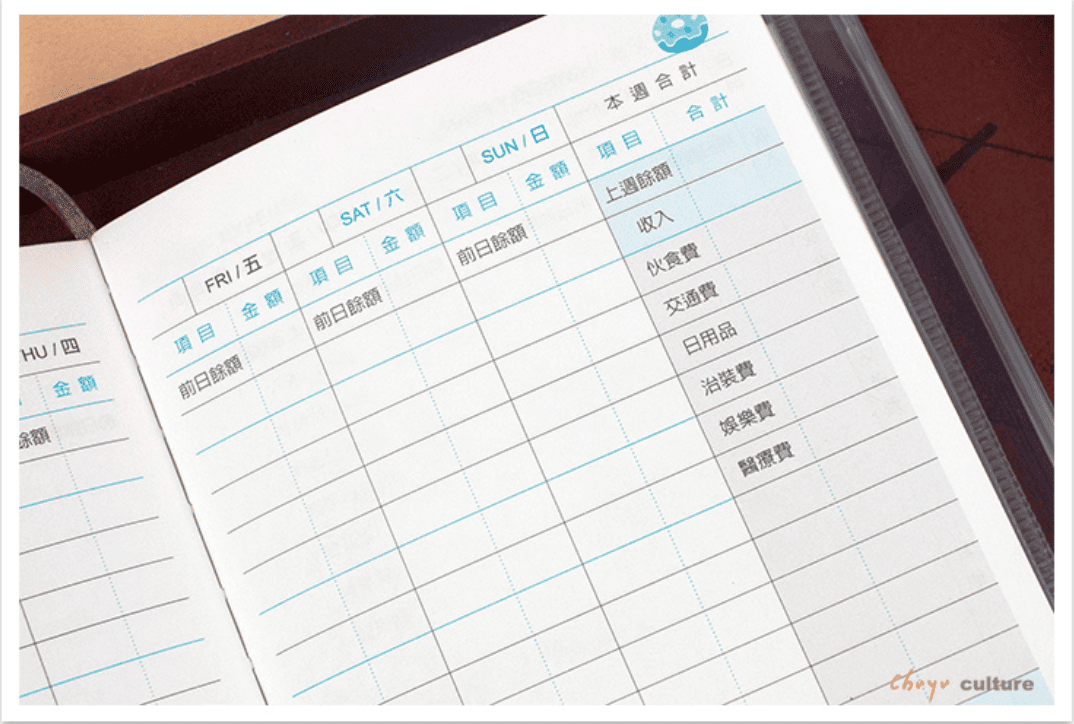 本週合計
SUN / 日
項目 合計
SAT / 六
項目 金額
上週餘額
FRI / 五
項目 金額
前日餘額
收入
項目 金額
前日餘額
伙食費
HU / 四
前日餘額
交通費
金額
日用品
餘額
治裝費
娛樂費
醫療費
choyo culture